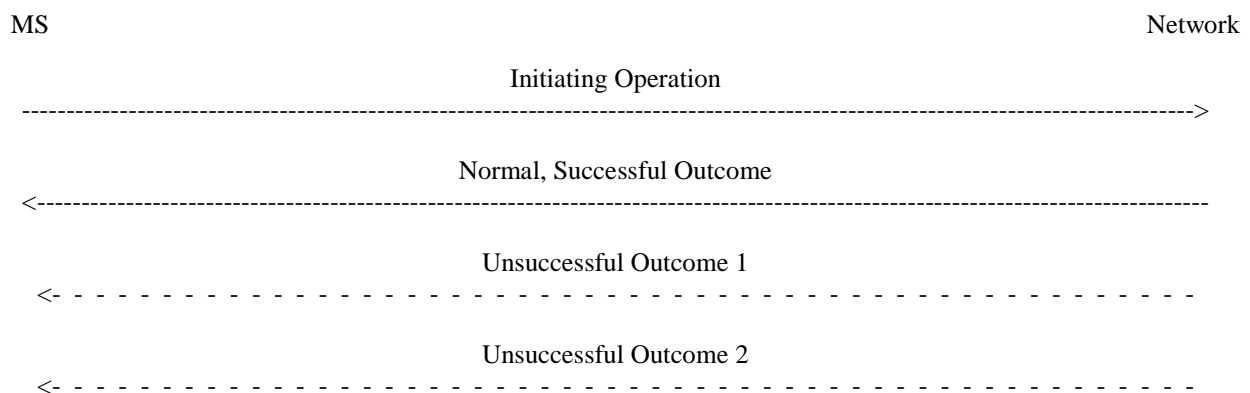 MS Network
Initiating Operation
Normal, Successful Outcome
Unsuccessful Outcome 1
Unsuccessful Outcome 2